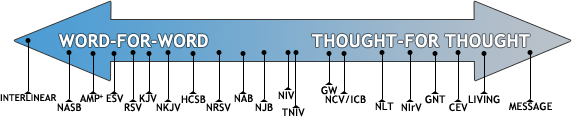 WORD-FOR-WORD THOUGHT-FOR THOUGHT
INTERLINEAR NASB AMP+ ESV RSV KJV NKJV HCSB NRSV NAB NJB NIV TNIV GW NCV/ICB NLT NIrV GNT CEV LIVING MESSAGE